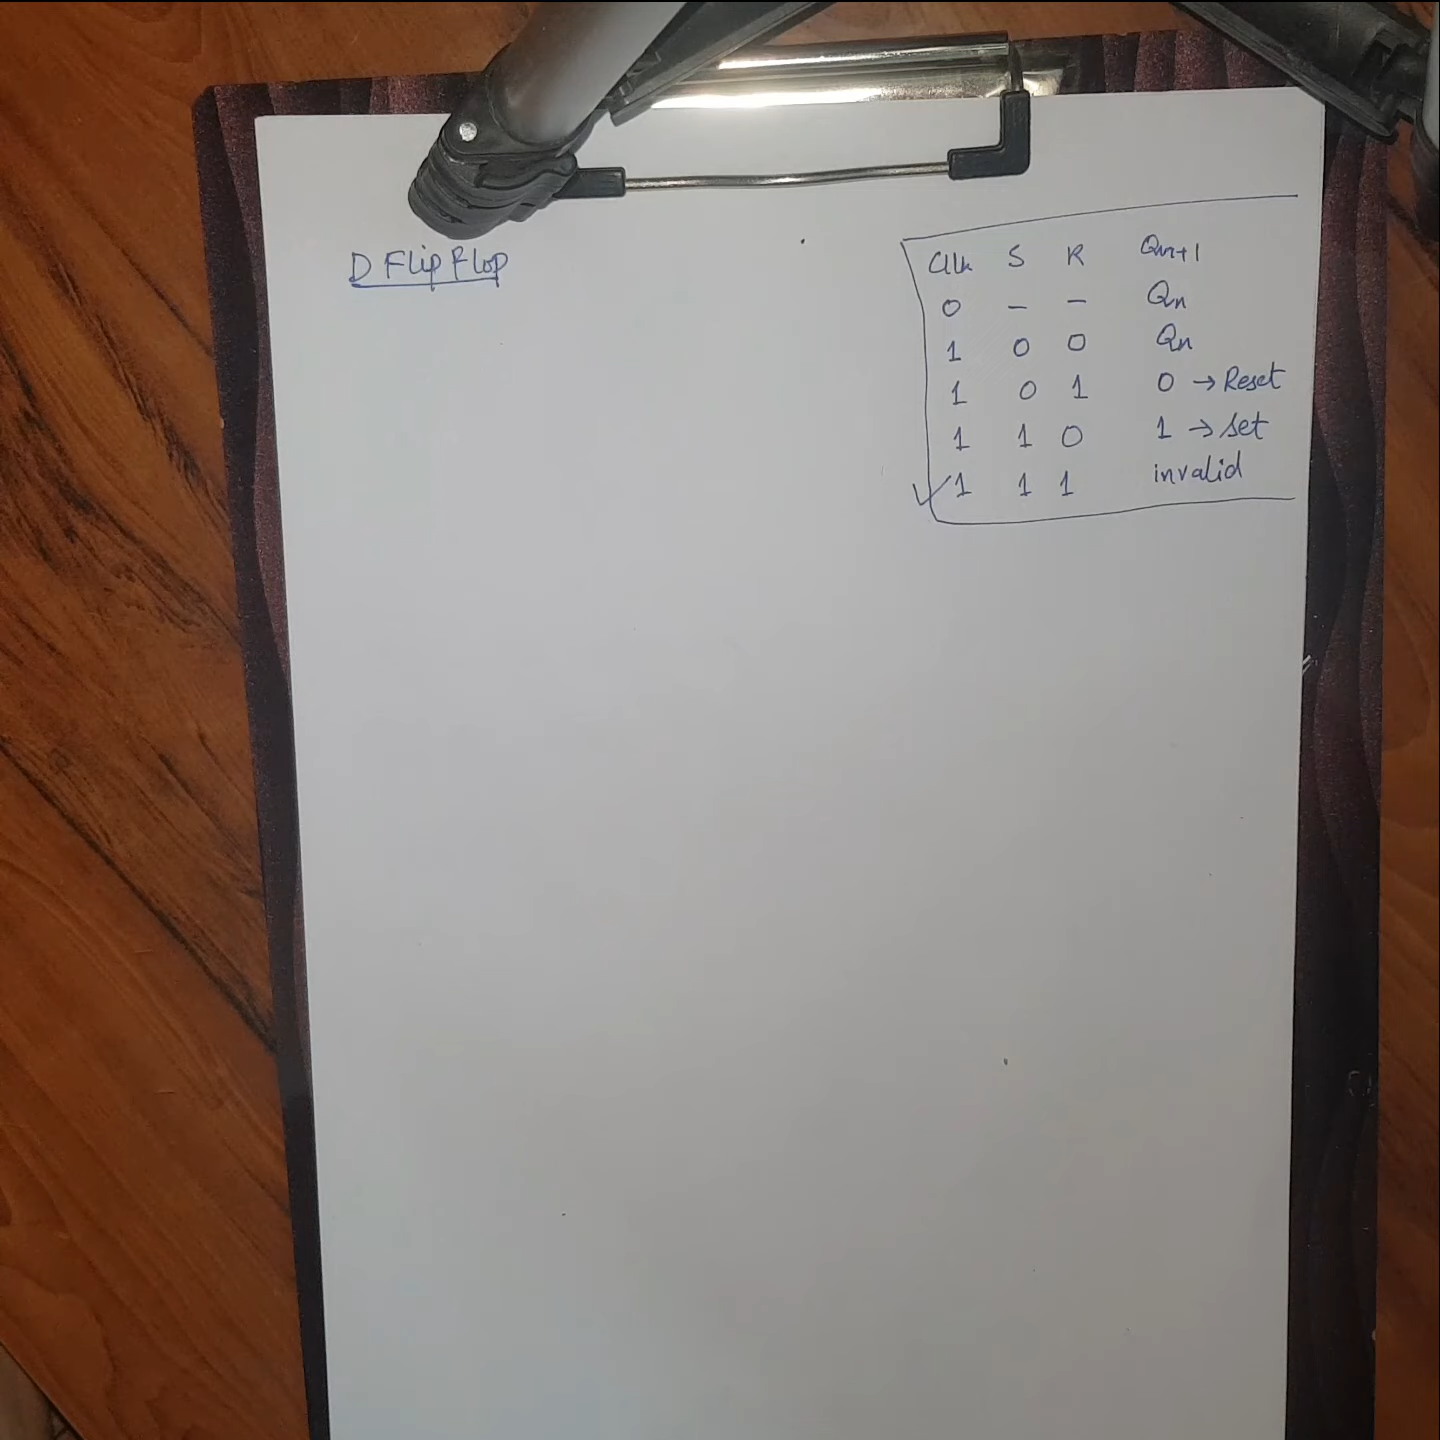 D Flip Flop
Clk S R Qn+1
0 – – Qn
1 0 0 Qn
1 0 1 0 → Reset
1 1 0 1 → set
✓1 1 1 invalid